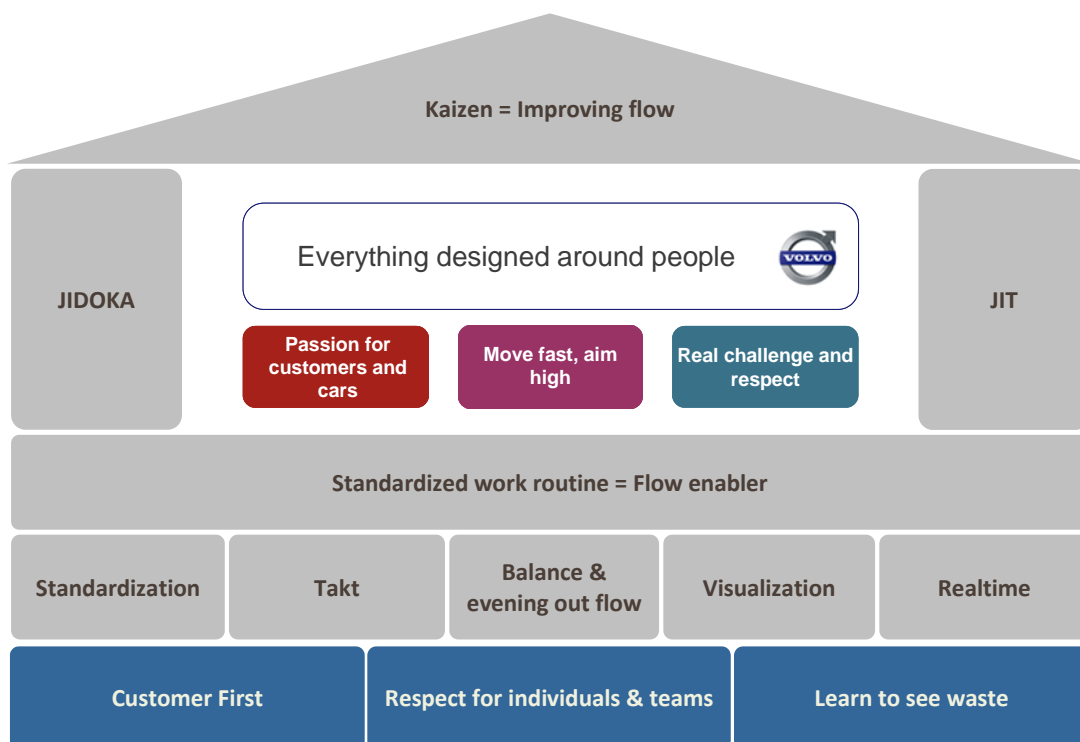 Kaizen = Improving flow
JIDOKA
Everything designed around people
VOLVO
JIT
Passion for
customers and
cars
Move fast, aim
high
Real challenge and
respect
Standardized work routine = Flow enabler
Standardization
Takt
Balance &
evening out flow
Visualization
Realtime
Customer First
Respect for individuals & teams
Learn to see waste